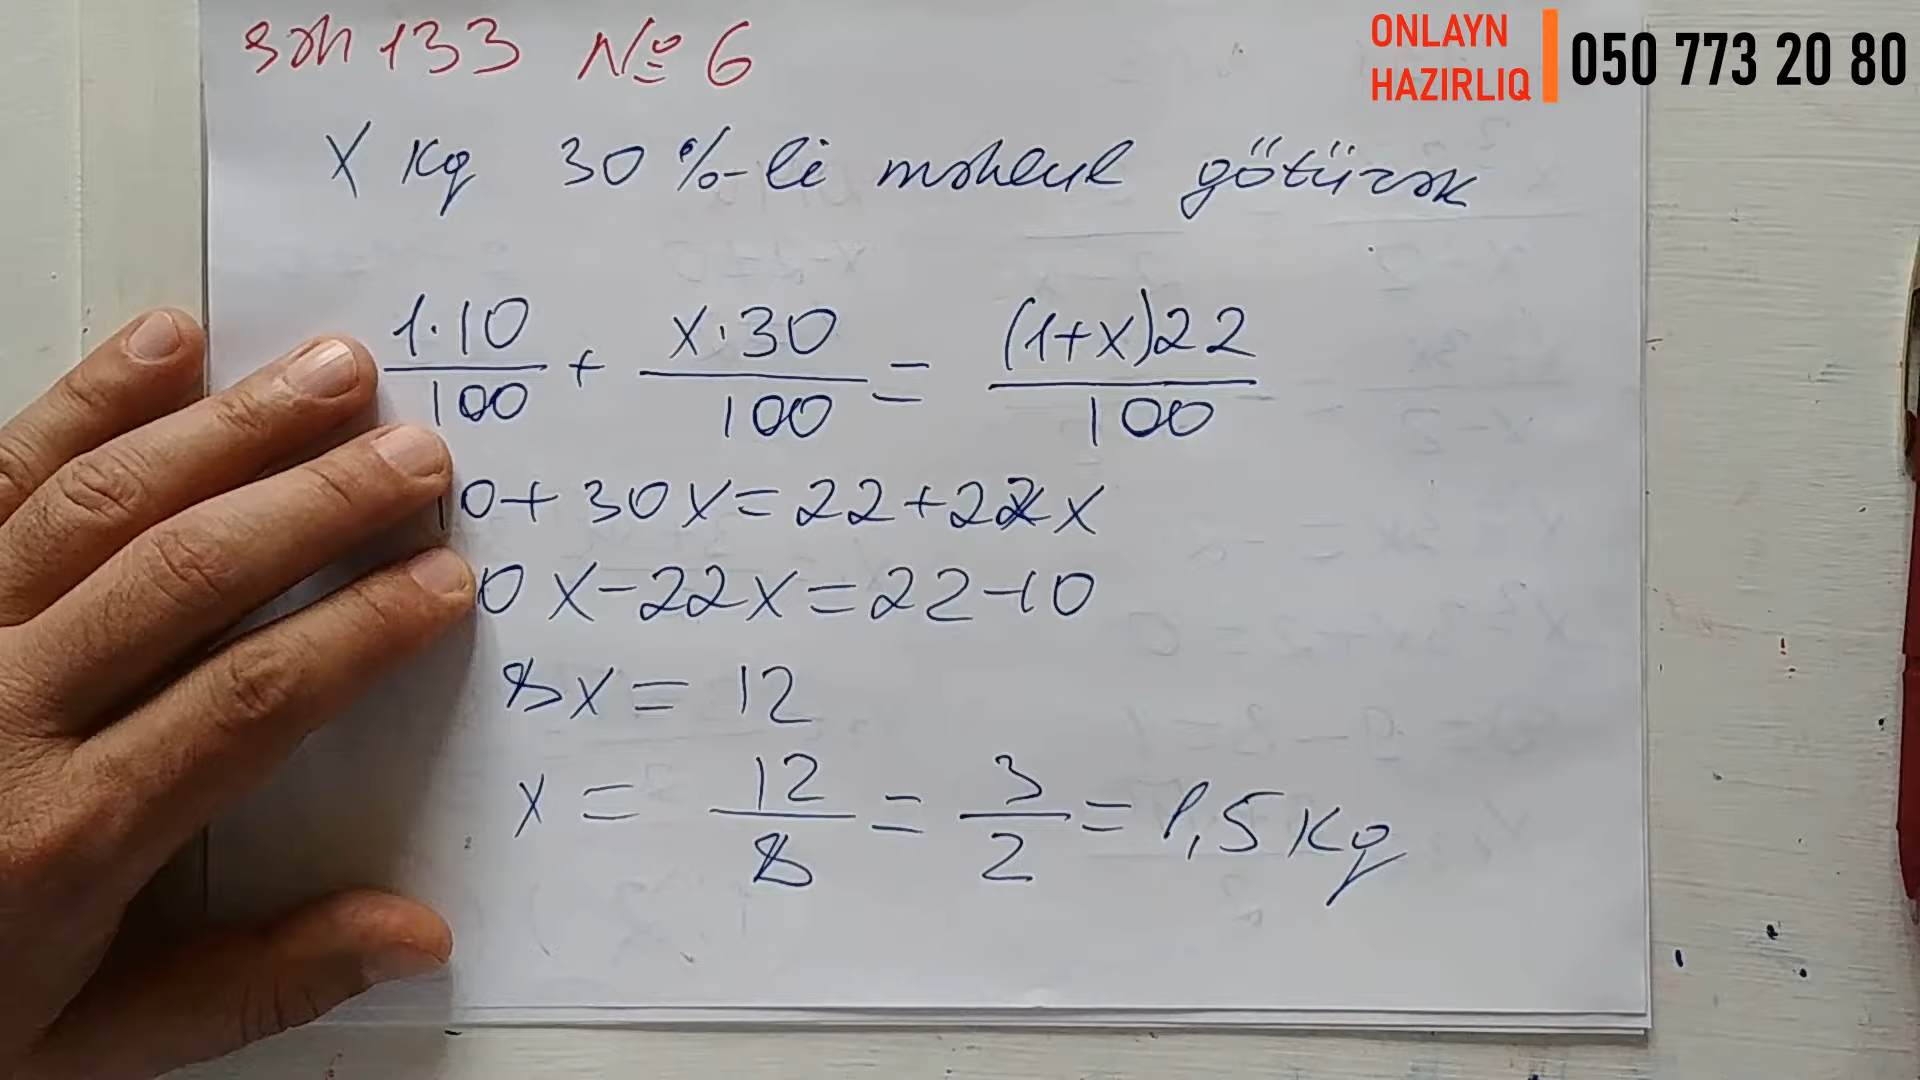 səh 133 № 6
ONLAYN
HAZIRLIQ
050 773 20 80
X kq 30%-li məhlul götürək
1·10/100 + x·30/100 = (1+x)22/100
10+30x=22+22x
0x-22x=22-10
8x=12
x = 12/8 = 3/2 = 1,5 kq